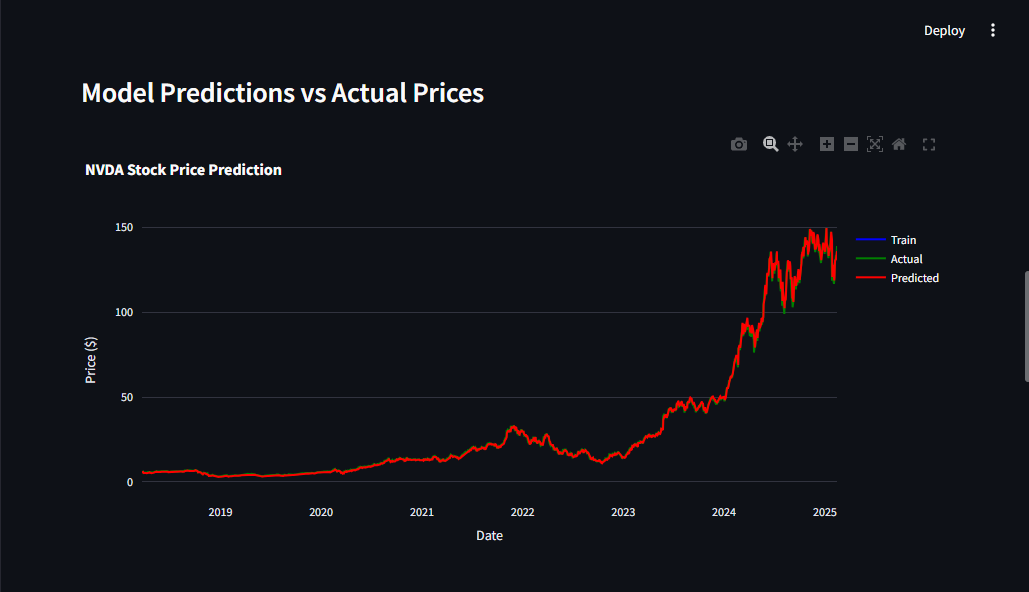 Deploy
Model Predictions vs Actual Prices
NVDA Stock Price Prediction
150
100
50
0
Price ($)
2019 2020 2021 2022 2023 2024 2025
Date
Train
Actual
Predicted